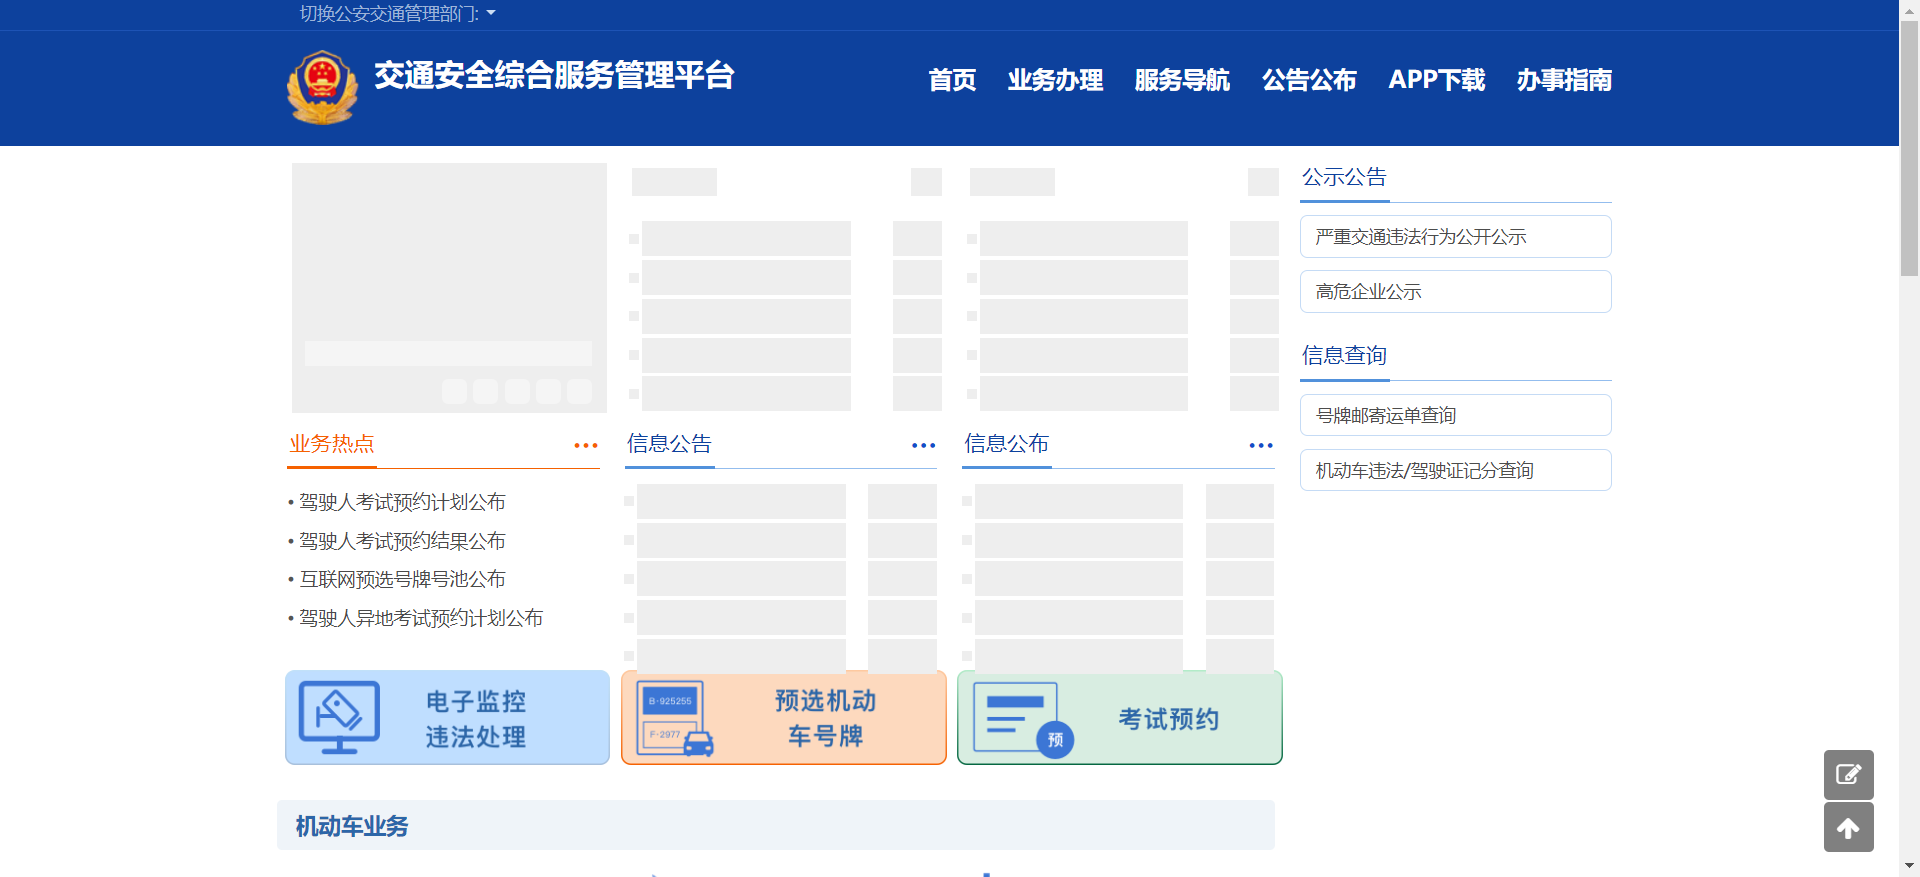 切换公安交通管理部门:
交通安全综合服务管理平台
首页 业务办理 服务导航 公告公布 APP下载 办事指南
公示公告
严重交通违法行为公开公示
高危企业公示
信息查询
号牌邮寄运单查询
机动车违法/驾驶证记分查询
业务热点
• 驾驶人考试预约计划公布
• 驾驶人考试预约结果公布
• 互联网预选号牌号池公布
• 驾驶人异地考试预约计划公布
信息公告
信息公布
电子监控
违法处理
B·925255
F·2977
预选机动
车号牌
预
考试预约
机动车业务